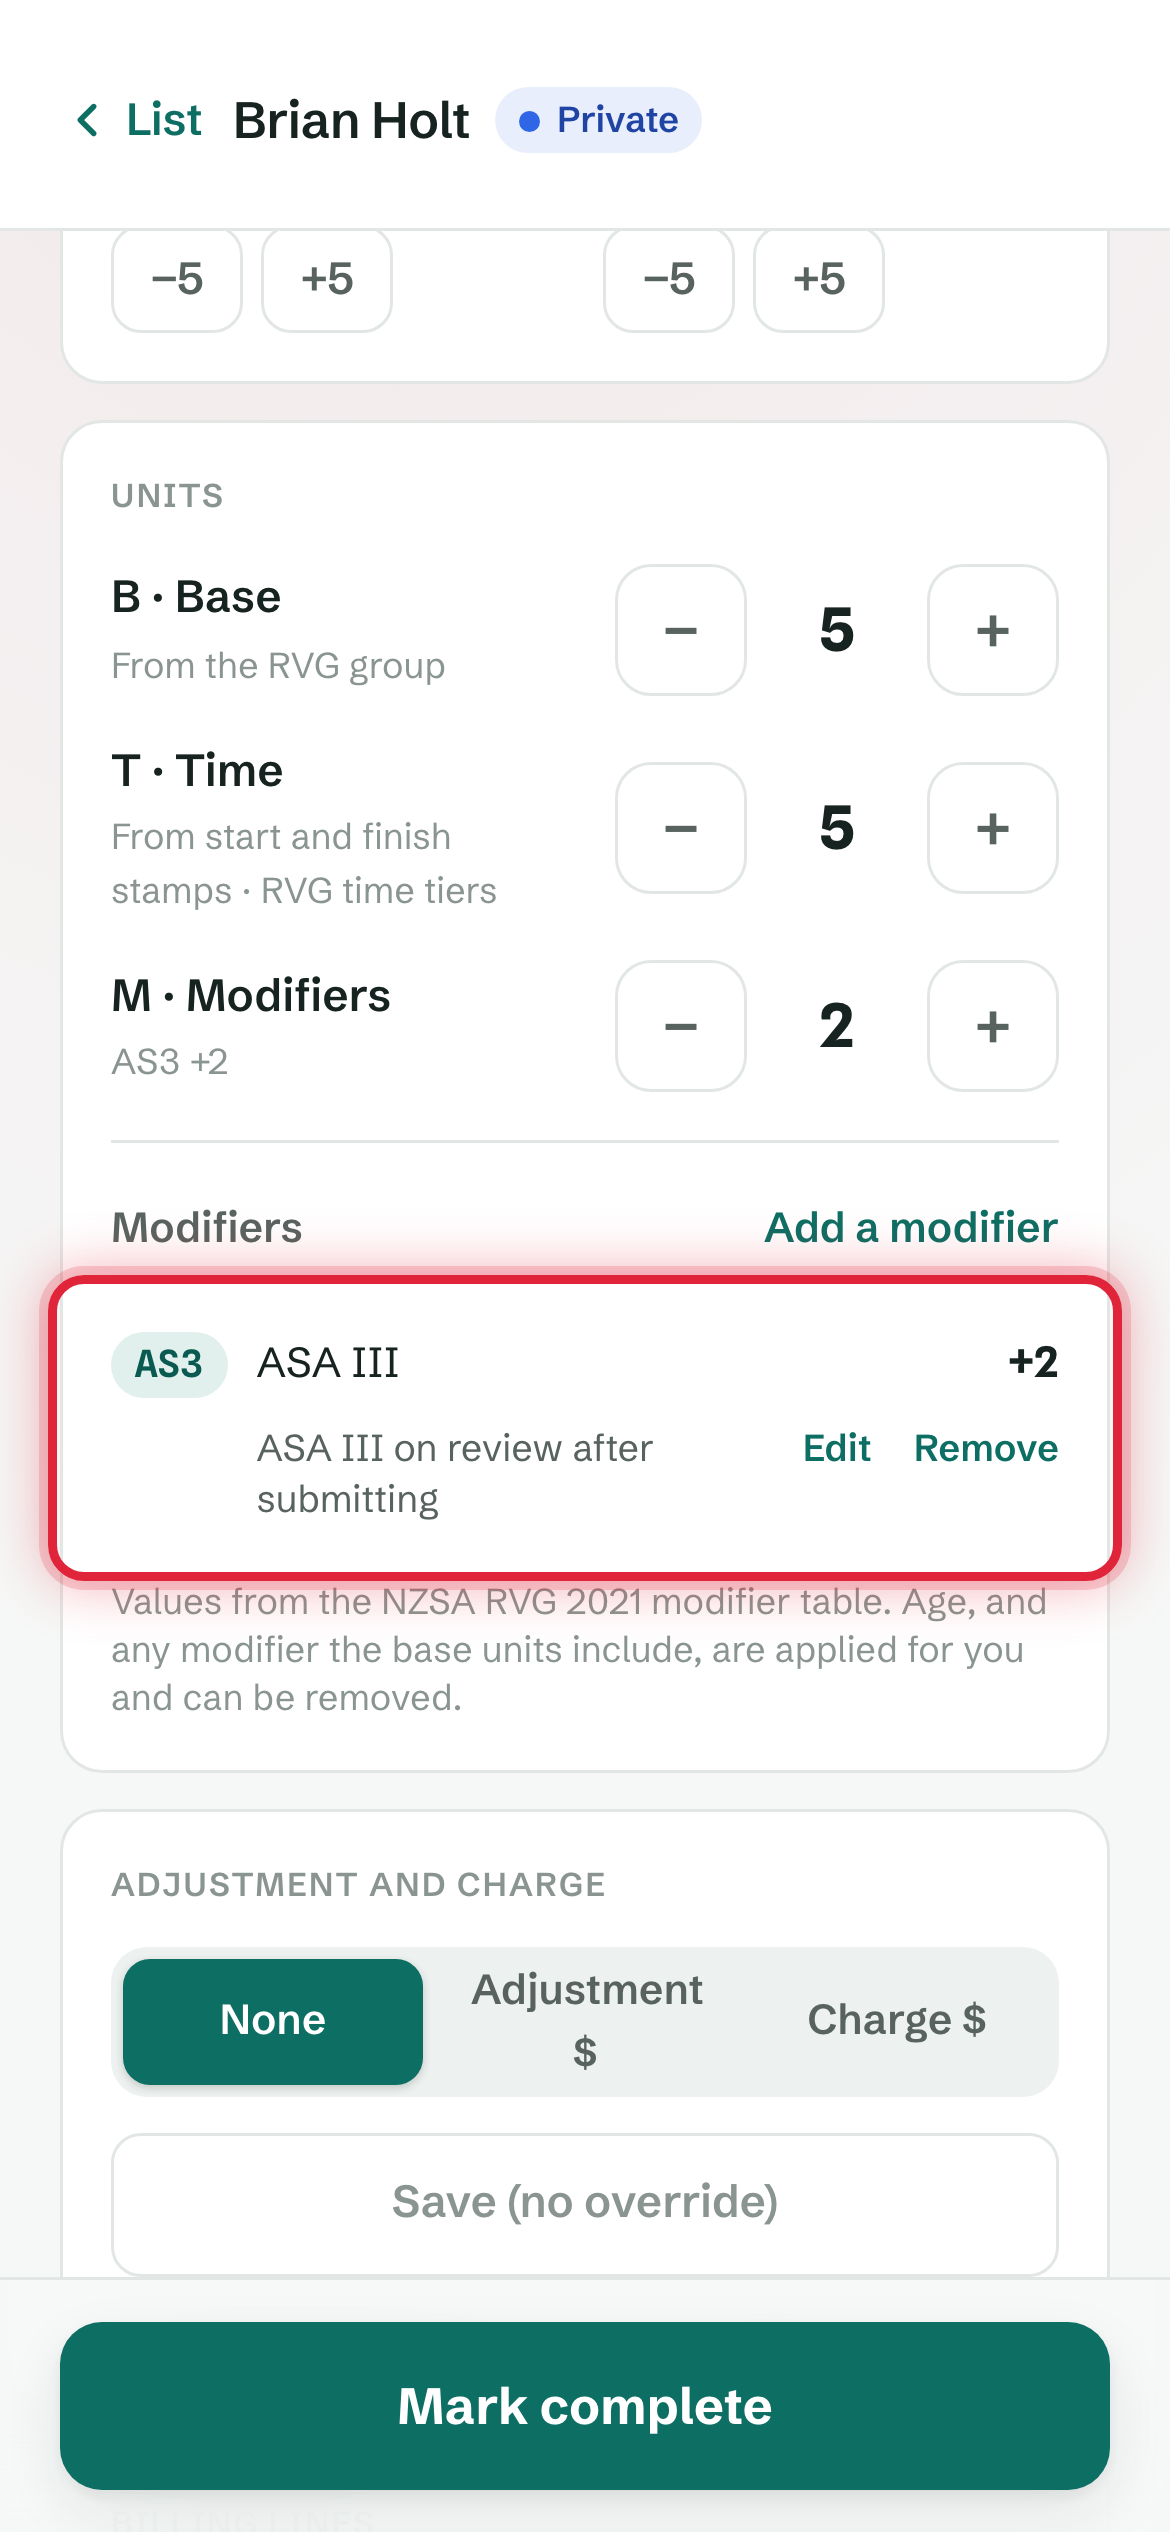 List Brian Holt Private
−5 +5 −5 +5
UNITS
B · Base
From the RVG group
− 5 +
T · Time
From start and finish
stamps · RVG time tiers
− 5 +
M · Modifiers
AS3 +2
− 2 +
Modifiers Add a modifier
AS3 ASA III +2
ASA III on review after
submitting
Edit Remove
Values from the NZSA RVG 2021 modifier table. Age, and
any modifier the base units include, are applied for you
and can be removed.
ADJUSTMENT AND CHARGE
None
Adjustment
$
Charge $
Save (no override)
Mark complete
BILLING LINES